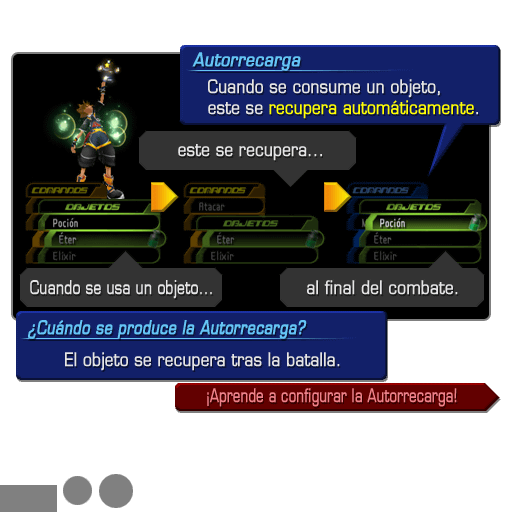 Autorrecarga
Cuando se consume un objeto,
este se recupera automáticamente.
este se recupera...
COMANDOS
OBJETOS
Poción
Éter
Elixir
COMANDOS
Atacar
OBJETOS
Éter
Elixir
COMANDOS
OBJETOS
Poción
Éter
Elixir
Cuando se usa un objeto...
al final del combate.
¿Cuándo se produce la Autorrecarga?
El objeto se recupera tras la batalla.
¡Aprende a configurar la Autorrecarga!